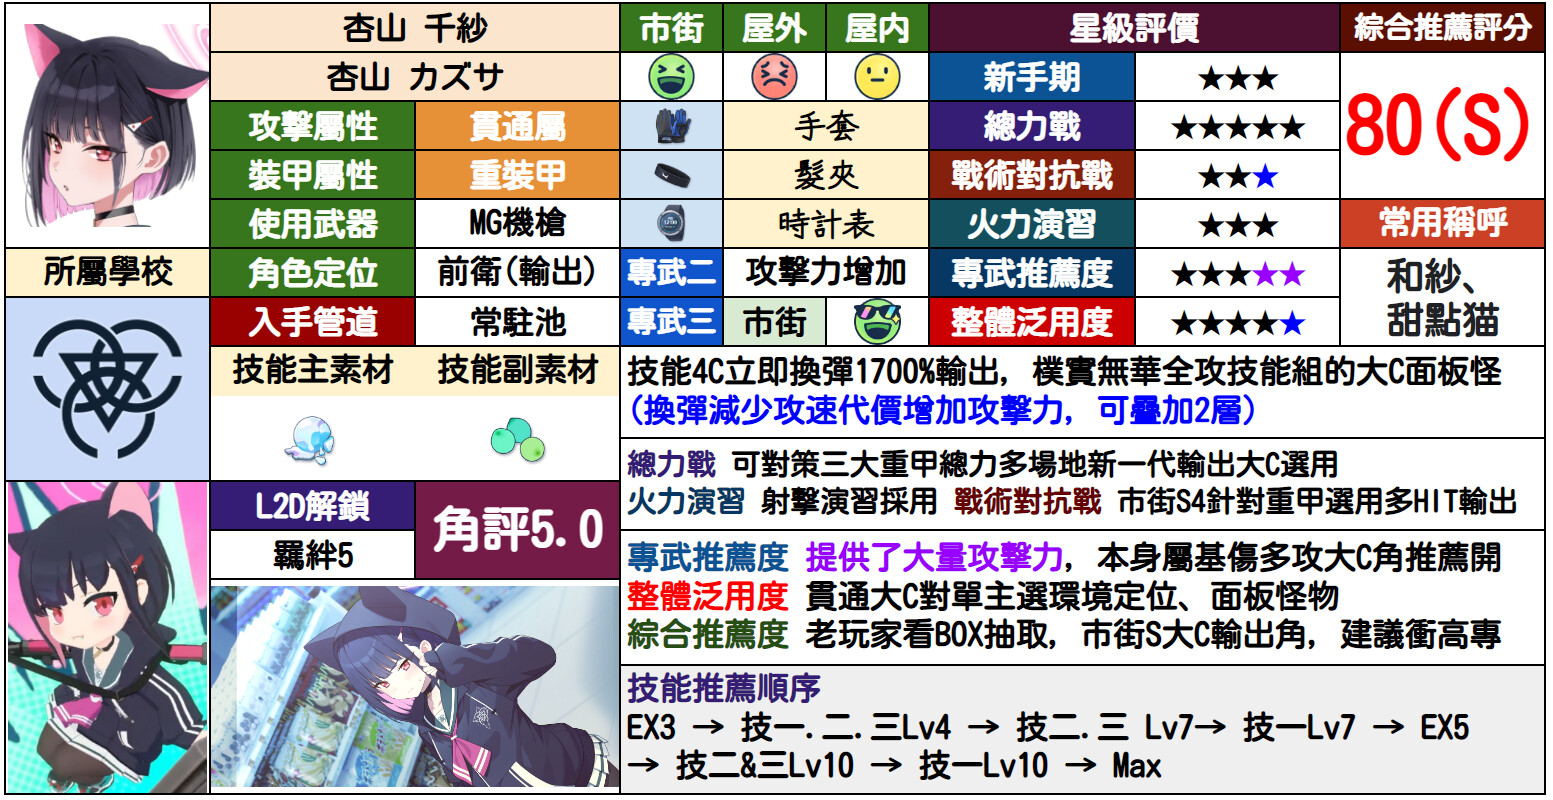 杏山 千紗
杏山 カズサ
市街 屋外 屋内
星級評價
綜合推薦評分
新手期 ★★★
80(S)
攻擊屬性 貫通屬
手套
總力戰 ★★★★★
裝甲屬性 重裝甲
髮夾
戰術對抗戰 ★★★
使用武器 MG機槍
時計表
火力演習 ★★★
常用稱呼
所屬學校
角色定位 前衛(輸出)
專武二 攻擊力增加
專武推薦度 ★★★★★
和紗、
甜點猫
入手管道 常駐池
專武三 市街
整體泛用度 ★★★★★
技能主素材 技能副素材
技能4C立即換彈1700%輸出, 樸實無華全攻技能組的大C面板怪
(換彈減少攻速代價增加攻擊力, 可疊加2層)
總力戰 可對策三大重甲總力多場地新一代輸出大C選用
火力演習 射擊演習採用 戰術對抗戰 市街S4針對重甲選用多HIT輸出
L2D解鎖
羈絆5
角評5.0
專武推薦度 提供了大量攻擊力, 本身屬基傷多攻大C角推薦開
整體泛用度 貫通大C對單主選環境定位、面板怪物
綜合推薦度 老玩家看BOX抽取, 市街S大C輸出角, 建議衝高專
技能推薦順序
EX3 → 技一.二.三Lv4 → 技二.三 Lv7→ 技一Lv7 → EX5
→ 技二&三Lv10 → 技一Lv10 → Max